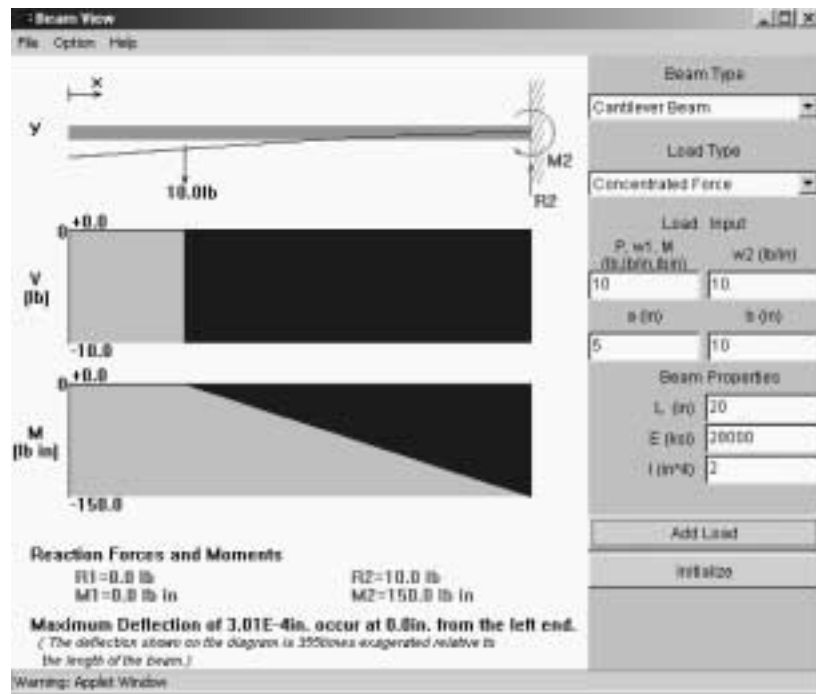 Beam View
File Option Help
x
y
10.0lb
M2
R2
0 +0.0
V
[lb]
-10.0
0 +0.0
M
[lb in]
-150.0
Reaction Forces and Moments
R1=0.0 lb R2=10.0 lb
M1=0.0 lb in M2=150.0 lb in
Maximum Deflection of 3.01E-4in. occur at 0.0in. from the left end.
( The deflection shown on the diagram is 355times exagerated relative to
the length of the beam.)
Warning: Applet Window
Beam Type
Cantilever Beam
Load Type
Concentrated Force
Load Input
P, w1, M w2 (lb/in)
(lb,lb/in,lbin)
10 10
a (in) b (in)
5 10
Beam Properties
L (in) 20
E (ksi)
I (in^4) 2
Add Load
Initialize